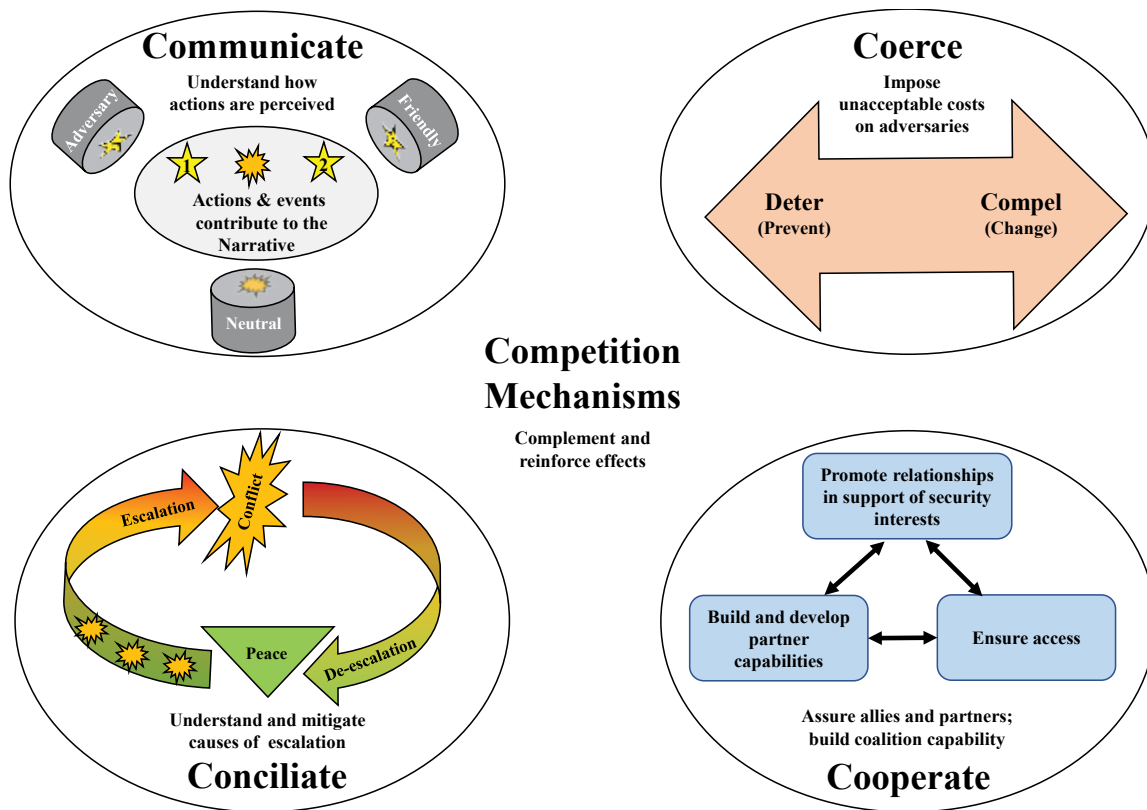 Communicate
Understand how
actions are perceived
Adversary
Friendly
1
2
Actions & events
contribute to the
Narrative
Neutral
Coerce
Impose
unacceptable costs
on adversaries
Deter
(Prevent)
Compel
(Change)
Competition
Mechanisms
Complement and
reinforce effects
Escalation
Conflict
Peace
De-escalation
Understand and mitigate
causes of escalation
Conciliate
Promote relationships
in support of security
interests
Build and develop
partner
capabilities
Ensure access
Assure allies and partners;
build coalition capability
Cooperate